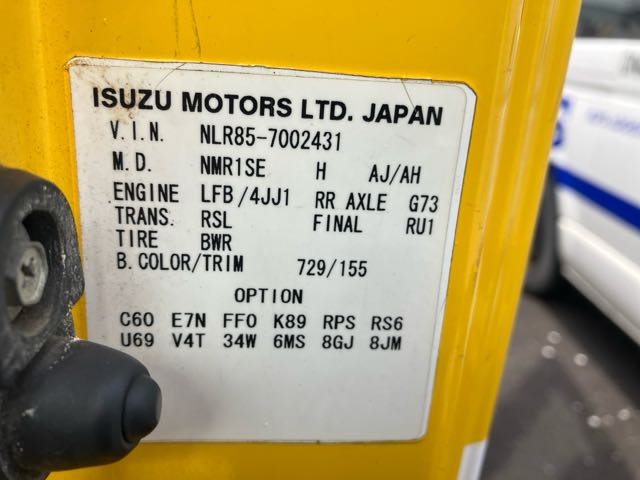 ISUZU MOTORS LTD. JAPAN
V.I.N. NLR85-7002431
M.D. NMR1SE H AJ/AH
ENGINE LFB/4JJ1 RR AXLE G73
TRANS. RSL FINAL RU1
TIRE BWR
B.COLOR/TRIM 729/155
OPTION
C60 E7N FF0 K89 RPS RS6
U69 V4T 34W 6MS 8GJ 8JM